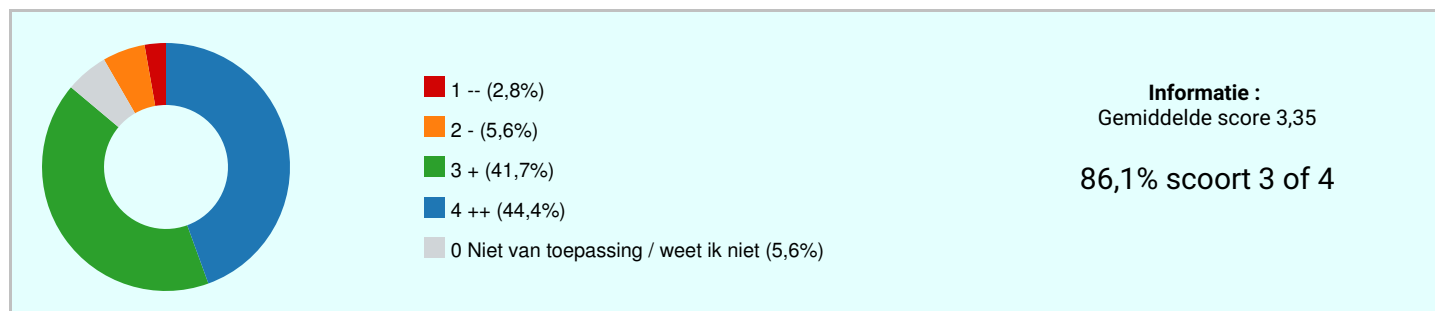 1 -- (2,8%)
2 - (5,6%)
3 + (41,7%)
4 ++ (44,4%)
0 Niet van toepassing / weet ik niet (5,6%)
Informatie :
Gemiddelde score 3,35
86,1% scoort 3 of 4